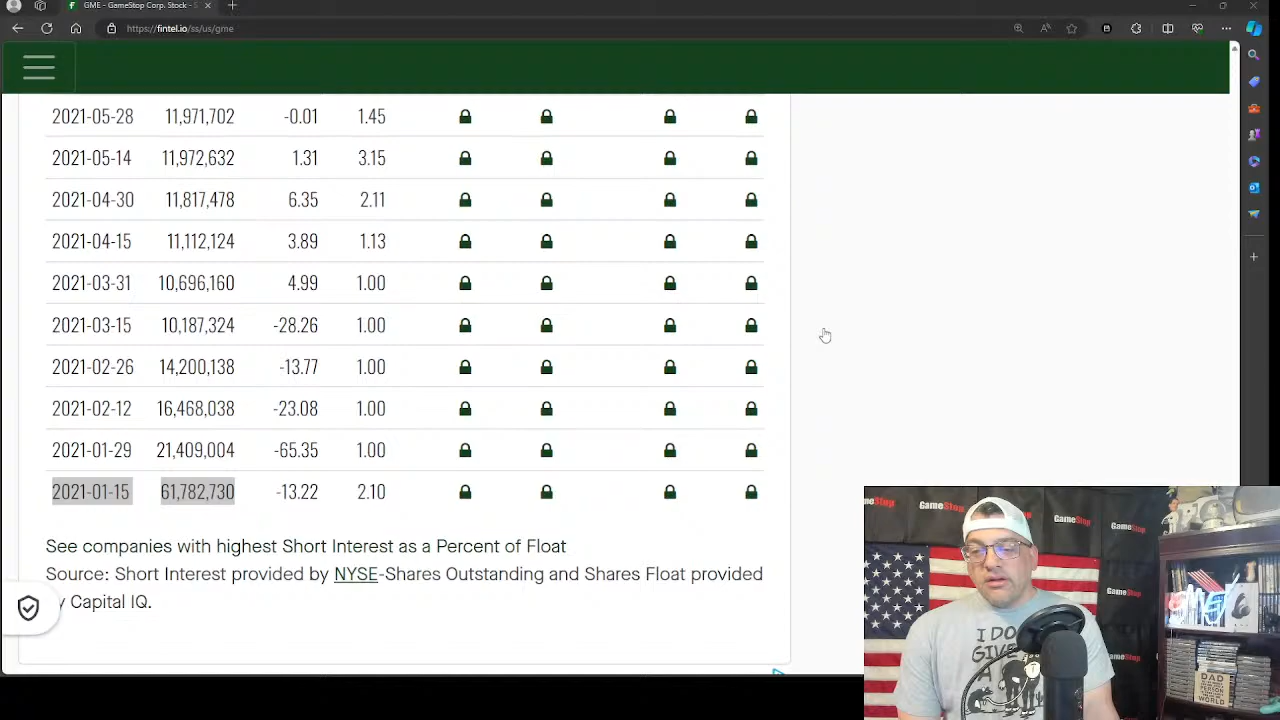 GME - GameStop Corp. Stock - S
https://fintel.io/ss/us/gme
2021-05-28 11,971,702 -0.01 1.45
2021-05-14 11,972,632 1.31 3.15
2021-04-30 11,817,478 6.35 2.11
2021-04-15 11,112,124 3.89 1.13
2021-03-31 10,696,160 4.99 1.00
2021-03-15 10,187,324 -28.26 1.00
2021-02-26 14,200,138 -13.77 1.00
2021-02-12 16,468,038 -23.08 1.00
2021-01-29 21,409,004 -65.35 1.00
2021-01-15 61,782,730 -13.22 2.10
See companies with highest Short Interest as a Percent of Float
Source: Short Interest provided by NYSE-Shares Outstanding and Shares Float provided
y Capital IQ.
GameStop
GameStop
GameStop
GameStop
GameStop
I DO
GIVE
A
DAD
PERSON
WORLD